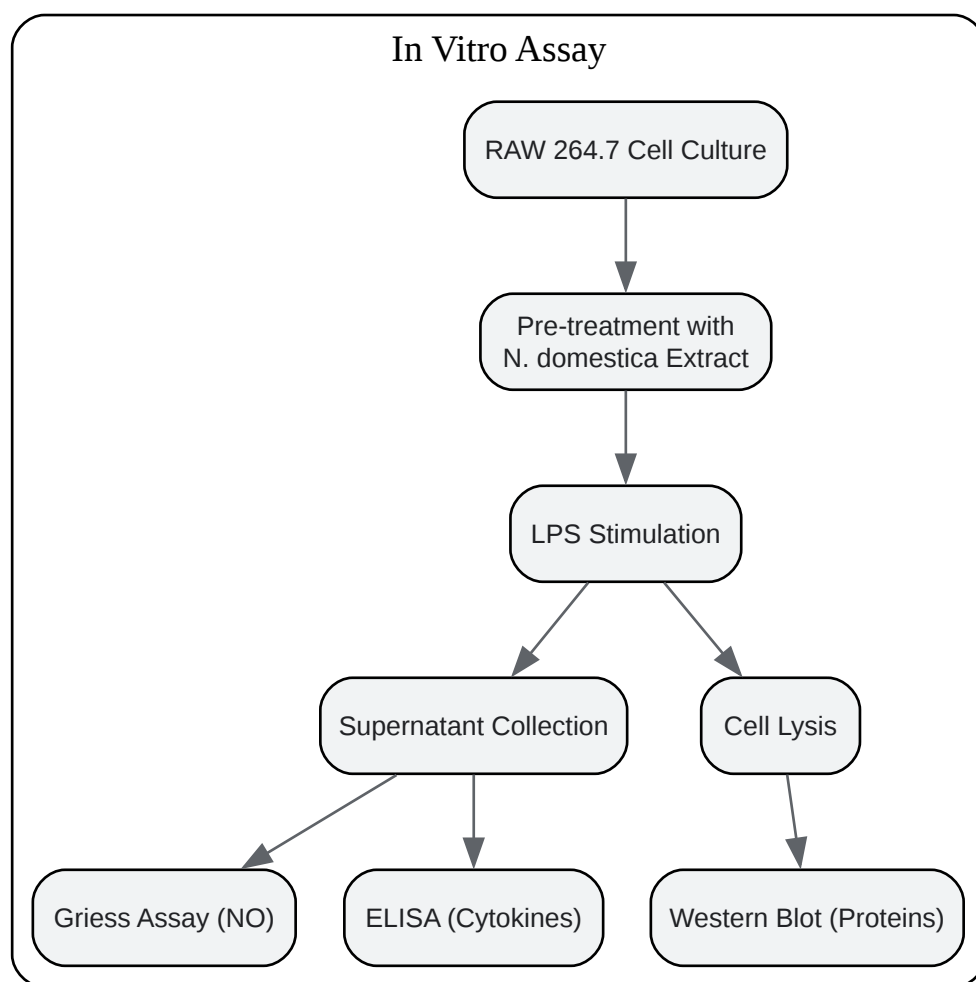 In Vitro Assay
RAW 264.7 Cell Culture
Pre-treatment with
N. domestica Extract
LPS Stimulation
Supernatant Collection
Cell Lysis
Griess Assay (NO)
ELISA (Cytokines)
Western Blot (Proteins)